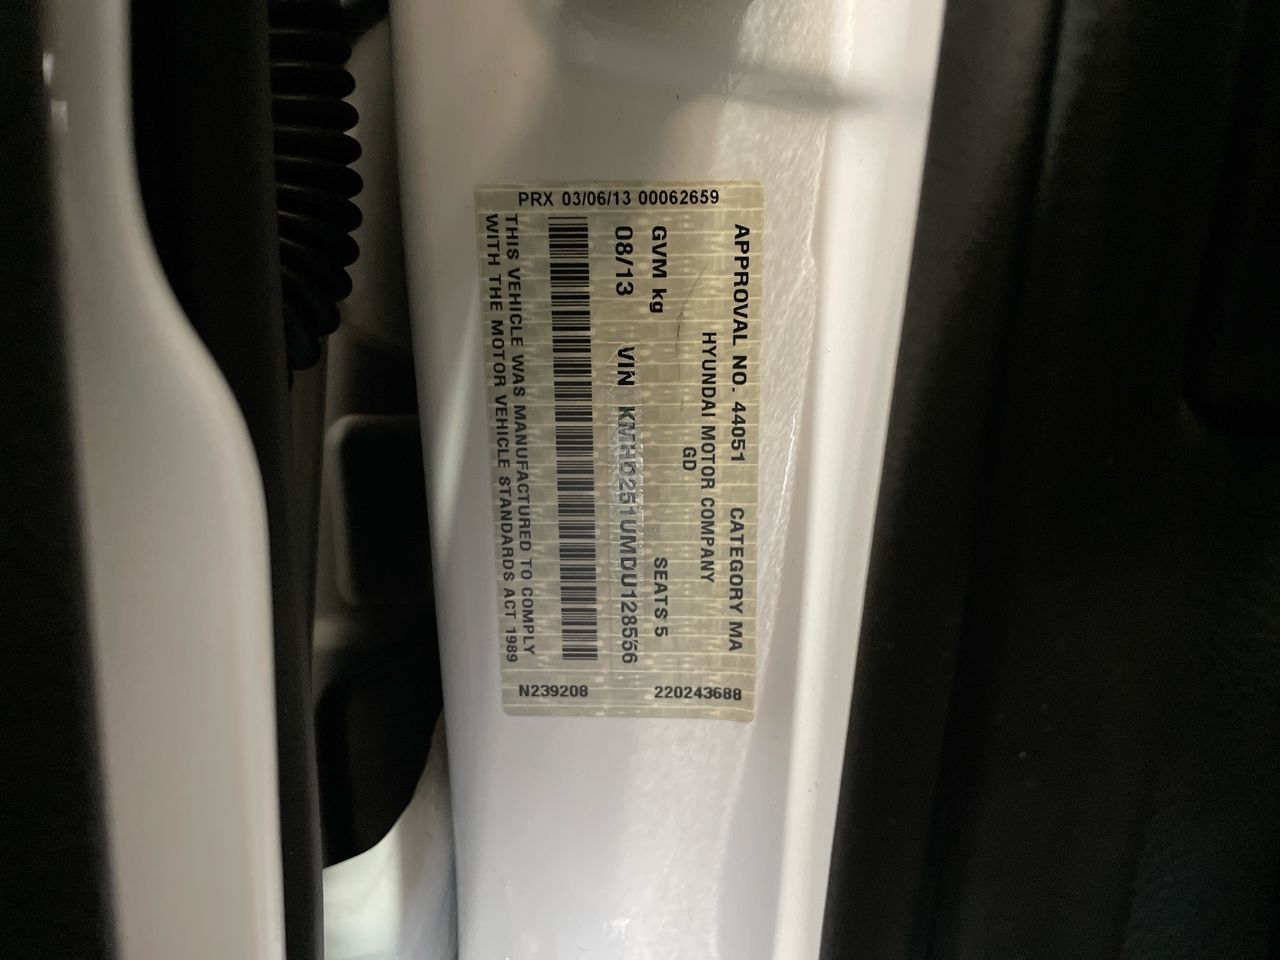 PRX 03/06/13 00062659
APPROVAL NO. 44051 CATEGORY MA
HYUNDAI MOTOR COMPANY
GD
GVM kg SEATS 5
08/13 VIN KMHD251UMDU128556
THIS VEHICLE WAS MANUFACTURED TO COMPLY
WITH THE MOTOR VEHICLE STANDARDS ACT 1989
N239208 220243688